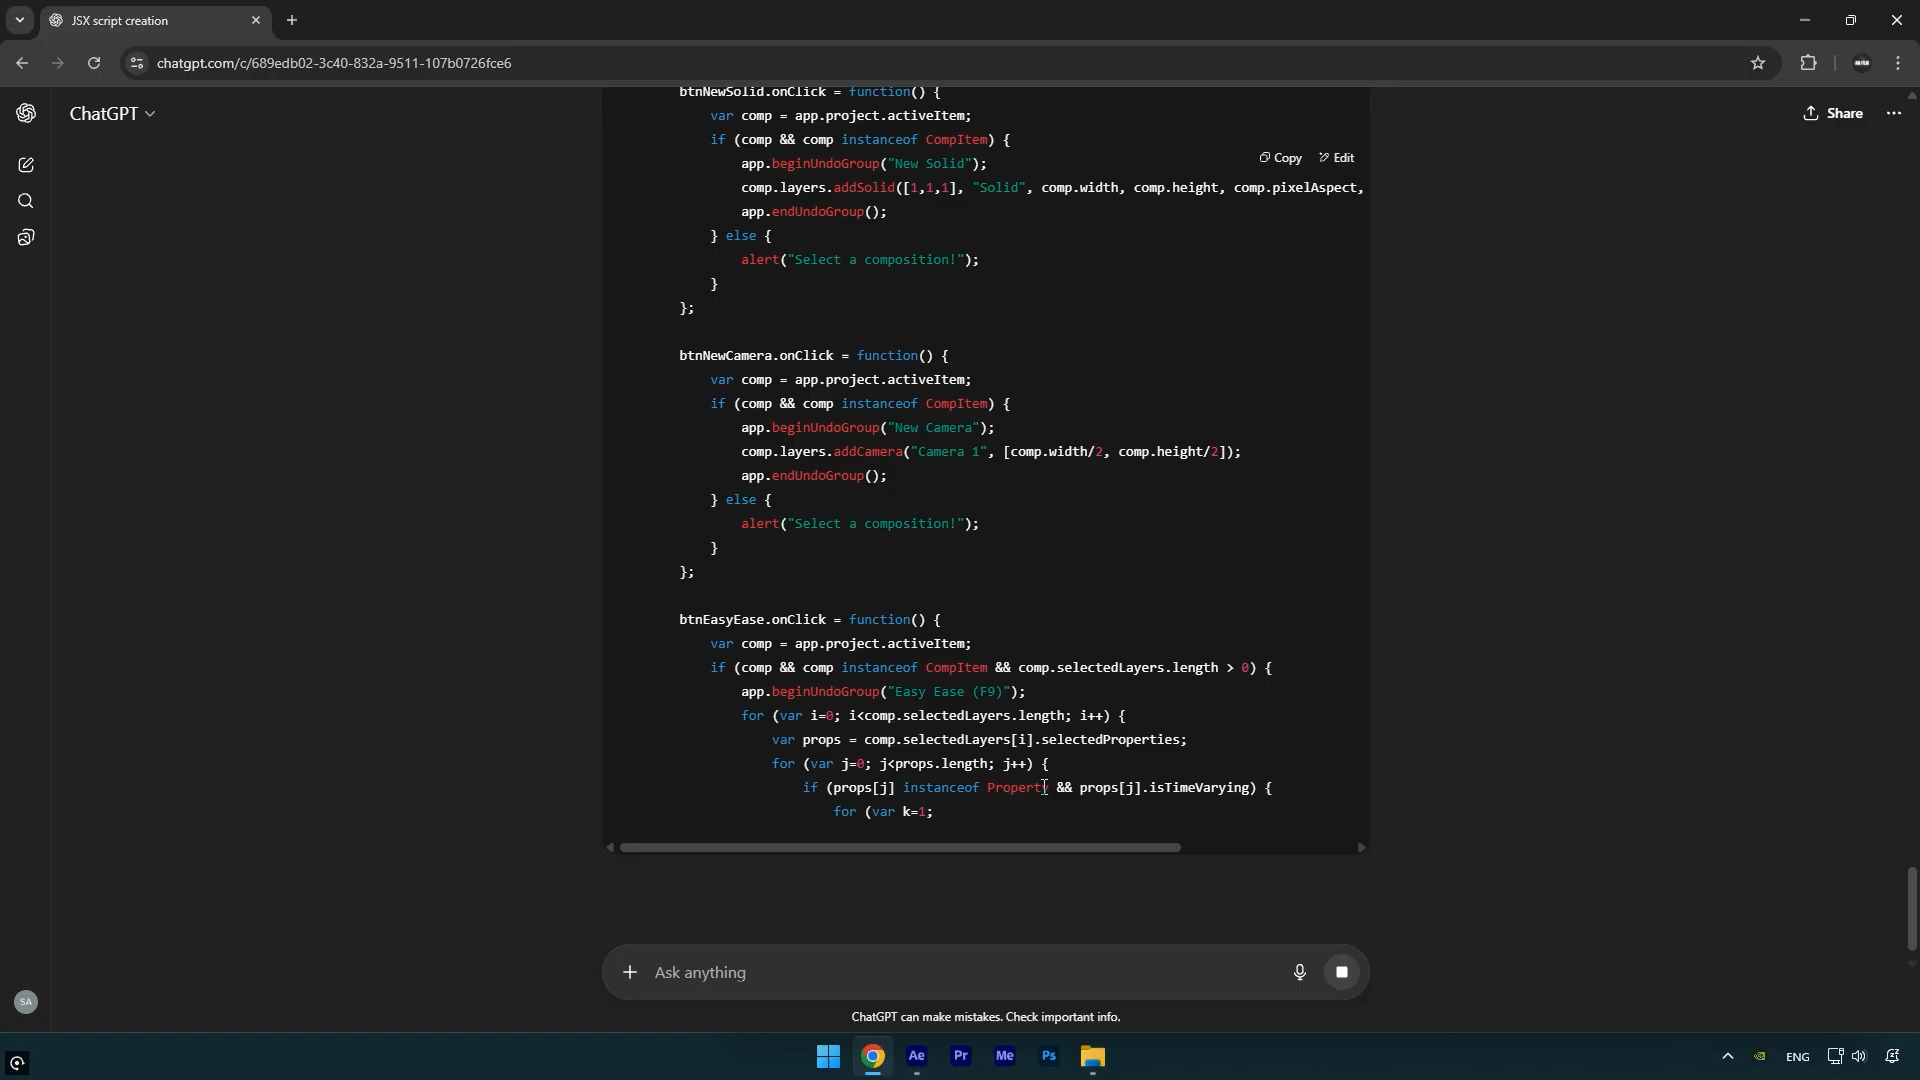 JSX script creation
chatgpt.com/c/689edb02-3c40-832a-9511-107b0726fce6
ChatGPT
Share
Copy
Edit
btnNewSolid.onClick = function() {
var comp = app.project.activeItem;
if (comp && comp instanceof CompItem) {
app.beginUndoGroup("New Solid");
comp.layers.addSolid([1,1,1], "Solid", comp.width, comp.height, comp.pixelAspect,
app.endUndoGroup();
} else {
alert("Select a composition!");
}
};
btnNewCamera.onClick = function() {
var comp = app.project.activeItem;
if (comp && comp instanceof CompItem) {
app.beginUndoGroup("New Camera");
comp.layers.addCamera("Camera 1", [comp.width/2, comp.height/2]);
app.endUndoGroup();
} else {
alert("Select a composition!");
}
};
btnEasyEase.onClick = function() {
var comp = app.project.activeItem;
if (comp && comp instanceof CompItem && comp.selectedLayers.length > 0) {
app.beginUndoGroup("Easy Ease (F9)");
for (var i=0; i<comp.selectedLayers.length; i++) {
var props = comp.selectedLayers[i].selectedProperties;
for (var j=0; j<props.length; j++) {
if (props[j] instanceof Property && props[j].isTimeVarying) {
for (var k=1;
Ask anything
SA
ChatGPT can make mistakes. Check important info.
Ae
Pr
Me
Ps
ENG